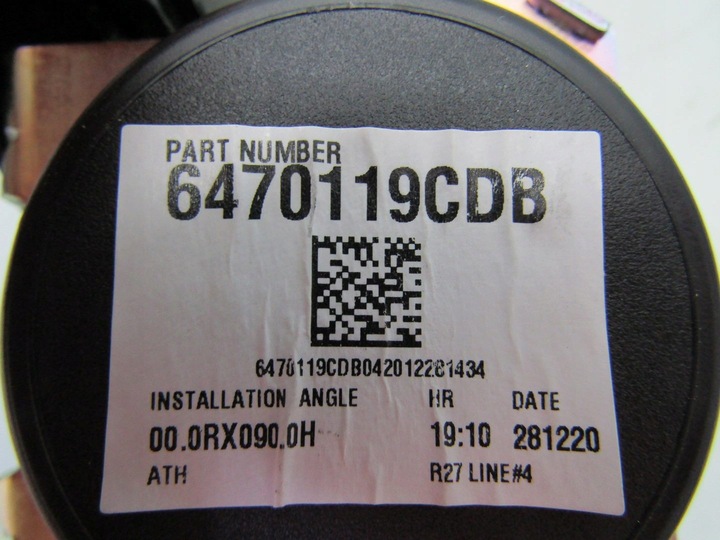 PART NUMBER
6470119CDB
6470119CDB042012281434
INSTALLATION ANGLE HR DATE
00.0RX090.0H 19:10 281220
ATH R27 LINE#4